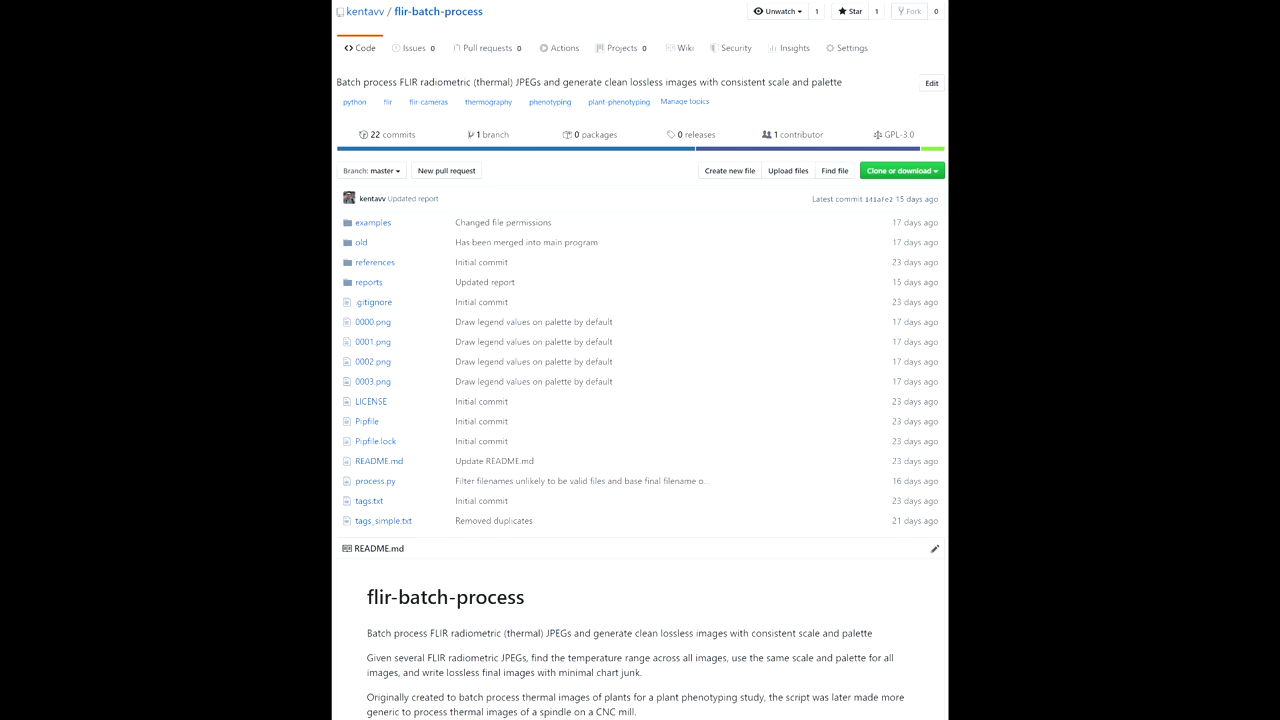 kentavv / flir-batch-process
Unwatch 1 Star 1 Fork 0
Code Issues 0 Pull requests 0 Actions Projects 0 Wiki Security Insights Settings
Batch process FLIR radiometric (thermal) JPEGs and generate clean lossless images with consistent scale and palette Edit
python flir flir-cameras thermography phenotyping plant-phenotyping Manage topics
22 commits 1 branch 0 packages 0 releases 1 contributor GPL-3.0
Branch: master New pull request Create new file Upload files Find file Clone or download
kentavv Updated report Latest commit 141afe2 15 days ago
examples Changed file permissions 17 days ago
old Has been merged into main program 17 days ago
references Initial commit 23 days ago
reports Updated report 15 days ago
.gitignore Initial commit 23 days ago
0000.png Draw legend values on palette by default 17 days ago
0001.png Draw legend values on palette by default 17 days ago
0002.png Draw legend values on palette by default 17 days ago
0003.png Draw legend values on palette by default 17 days ago
LICENSE Initial commit 23 days ago
Pipfile Initial commit 23 days ago
Pipfile.lock Initial commit 23 days ago
README.md Update README.md 23 days ago
process.py Filter filenames unlikely to be valid files and base final filename o... 16 days ago
tags.txt Initial commit 23 days ago
tags_simple.txt Removed duplicates 21 days ago
README.md
flir-batch-process
Batch process FLIR radiometric (thermal) JPEGs and generate clean lossless images with consistent scale and palette
Given several FLIR radiometric JPEGs, find the temperature range across all images, use the same scale and palette for all
images, and write lossless final images with minimal chart junk.
Originally created to batch process thermal images of plants for a plant phenotyping study, the script was later made more
generic to process thermal images of a spindle on a CNC mill.